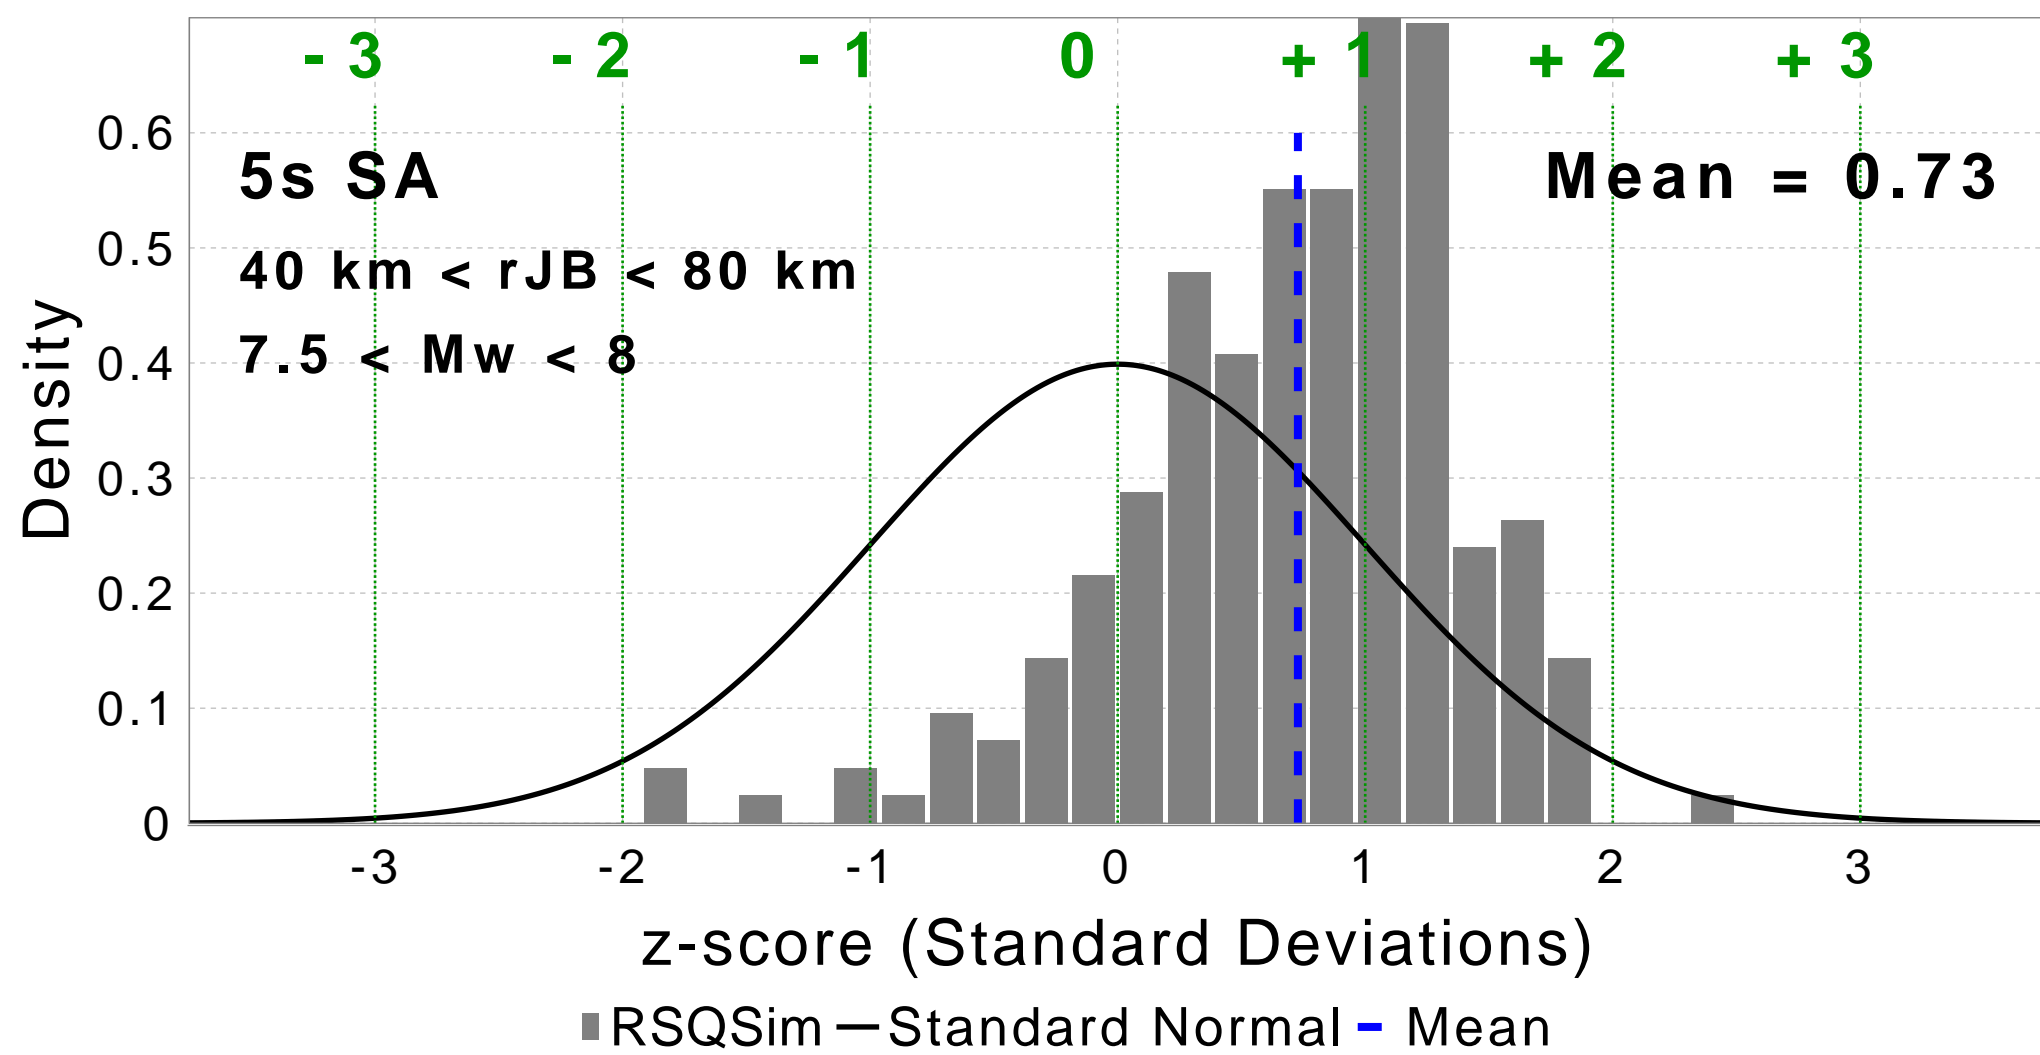 - 3 - 2 - 1 0 + 1 + 2 + 3
0.6
5s SA
Mean = 0.73
0.5
40 km < rJB < 80 km
7.5 < Mw < 8
0.4
0.3
0.2
0.1
0
Density
-3 -2 -1 0 1 2 3
z-score (Standard Deviations)
RSQSim Standard Normal Mean